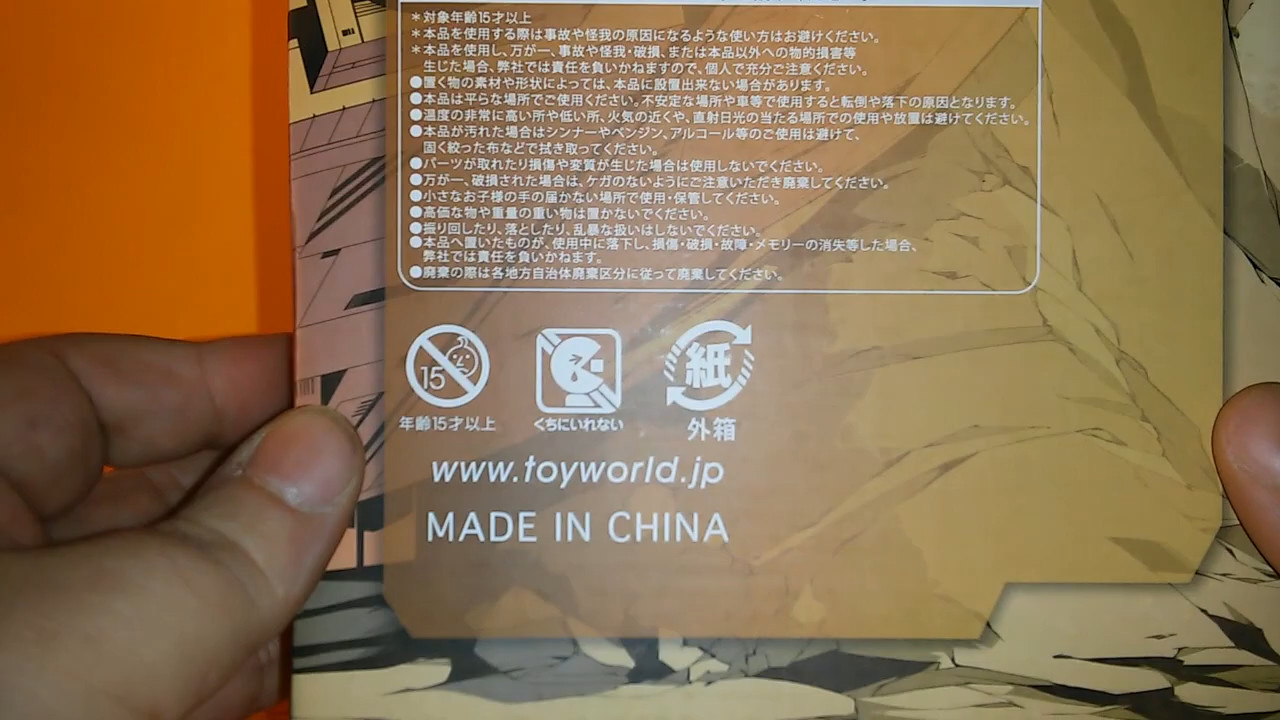 ＊対象年齢15才以上
＊本品を使用する際は事故や怪我の原因になるような使い方はお避けください。
＊本品を使用し、万が一、事故や怪我・破損、または本品以外への物的損害等
生じた場合、弊社では責任を負いかねますので、個人で充分ご注意ください。
●置く物の素材や形状によっては、本品に設置出来ない場合があります。
●本品は平らな場所でご使用ください。不安定な場所や車等で使用すると転倒や落下の原因となります。
●温度の非常に高い所や低い所、火気の近くや、直射日光の当たる場所での使用や放置は避けてください。
●本品が汚れた場合はシンナーやベンジン、アルコール等のご使用は避けて、
固く絞った布などで拭き取ってください。
●パーツが取れたり損傷や変質が生じた場合は使用しないでください。
●万が一、破損された場合は、ケガのないようにご注意いただき廃棄してください。
●小さなお子様の手の届かない場所で使用・保管してください。
●高価な物や重量の重い物は置かないでください。
●振り回したり、落としたり、乱暴な扱いはしないでください。
●本品へ置いたものが、使用中に落下し、損傷・破損・故障・メモリーの消失等した場合、
弊社では責任を負いかねます。
●廃棄の際は各地方自治体廃棄区分に従って廃棄してください。
15
紙
年齢15才以上
くちにいれない
外箱
www.toyworld.jp
MADE IN CHINA